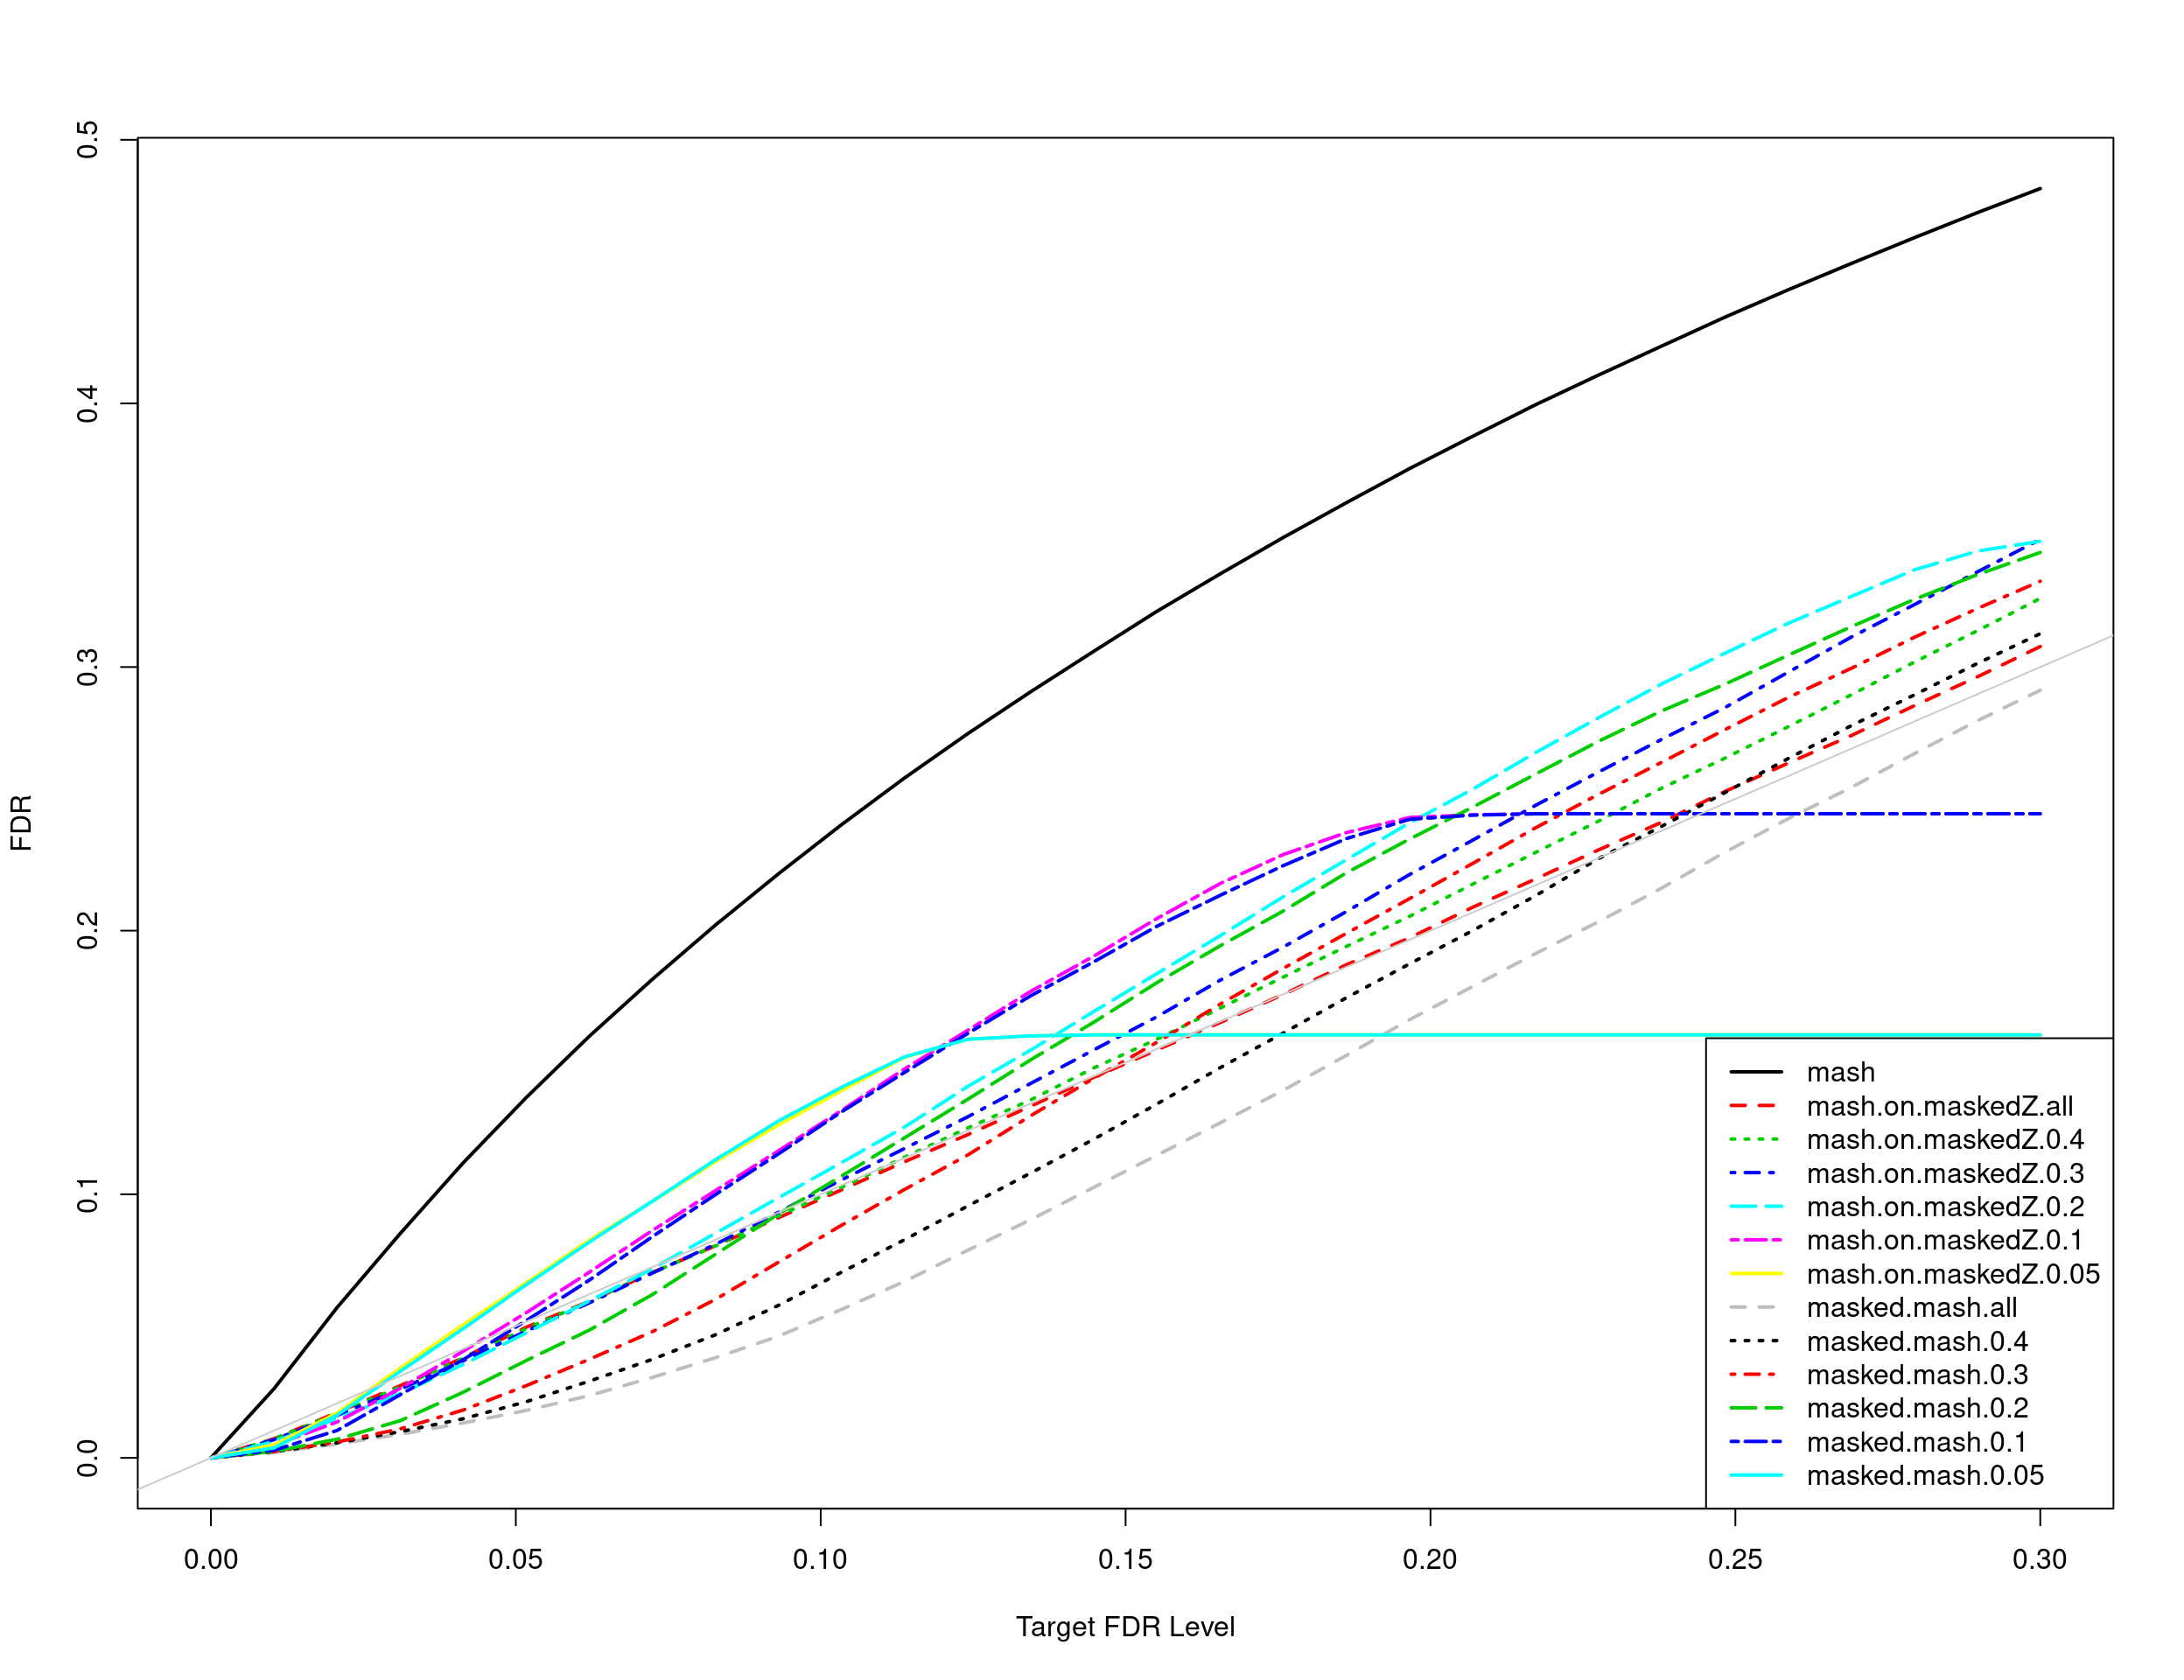 FDR
0.5
0.4
0.3
0.2
0.1
0.0
0.00 0.05 0.10 0.15 0.20 0.25 0.30
Target FDR Level
mash
mash.on.maskedZ.all
mash.on.maskedZ.0.4
mash.on.maskedZ.0.3
mash.on.maskedZ.0.2
mash.on.maskedZ.0.1
mash.on.maskedZ.0.05
masked.mash.all
masked.mash.0.4
masked.mash.0.3
masked.mash.0.2
masked.mash.0.1
masked.mash.0.05